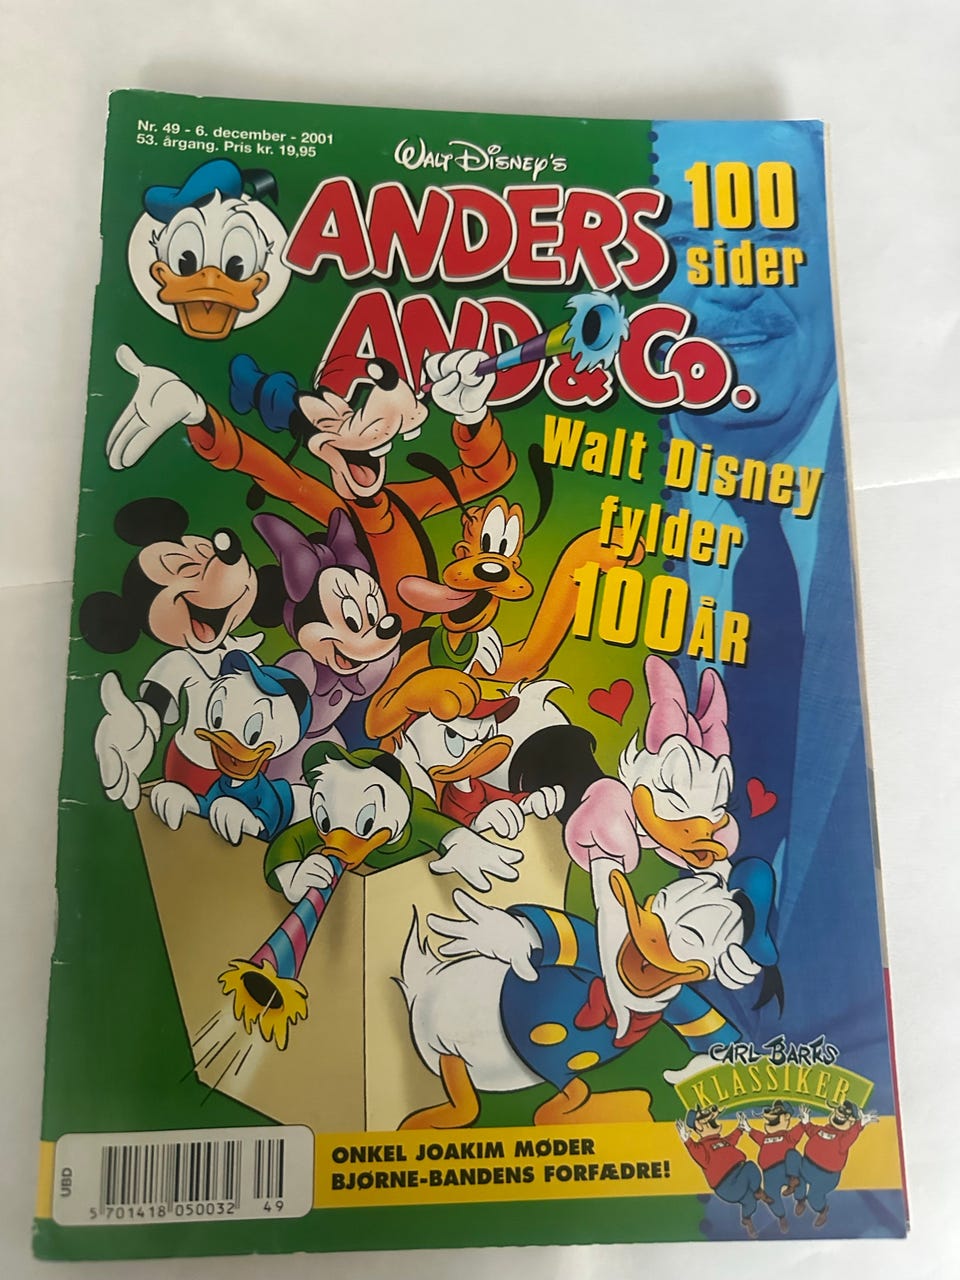 Nr. 49 - 6. december - 2001
53. årgang. Pris kr. 19,95
WALT DISNEY'S
ANDERS
AND & Co.
100
sider
Walt Disney
fylder
100 ÅR
CARL BARKS
KLASSIKER
ONKEL JOAKIM MØDER
BJØRNE-BANDENS FORFÆDRE!
UBD
5 701418 050032 49